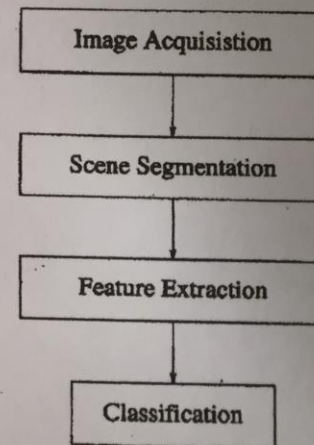 Image Acquisistion
Scene Segmentation
Feature Extraction
Classification